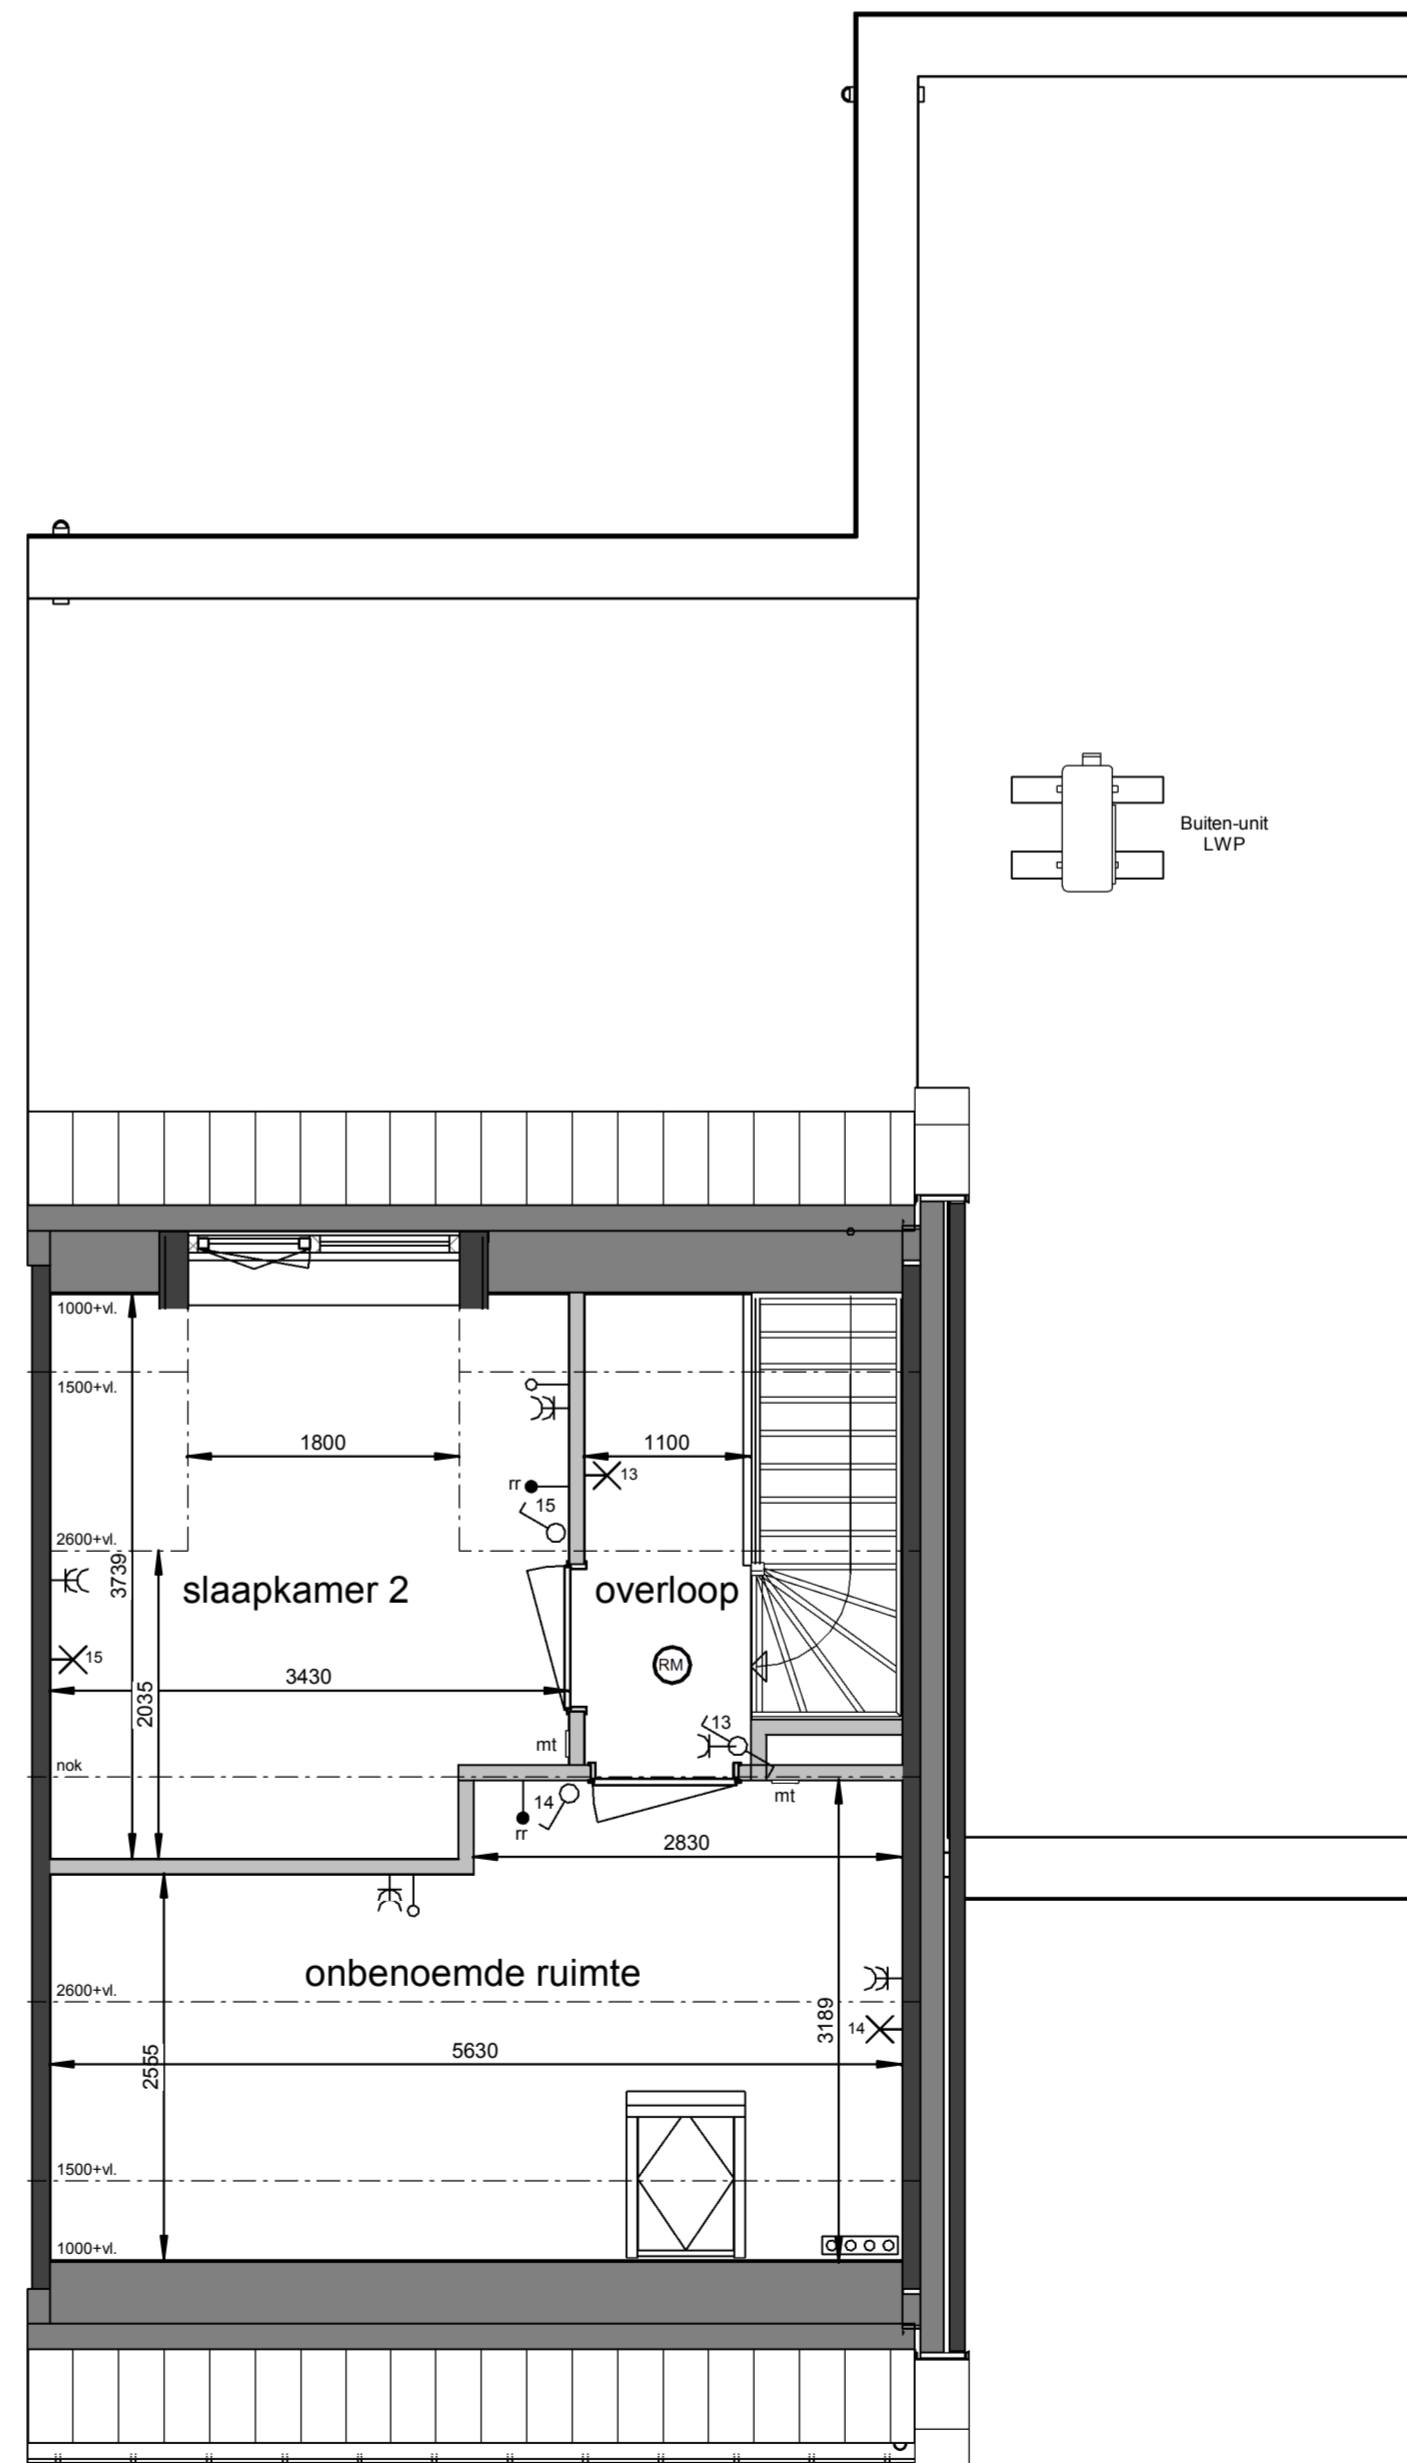 Buiten-unit
LWP
1000+vl.
1500+vl.
1800
1100
13
rr
15
2600+vl.
3739
slaapkamer 2
overloop
15
RM
3430
2035
13
mt
nok
14
mt
rr
2830
onbenoemde ruimte
2600+vl.
3189
14
5630
2555
1500+vl.
1000+vl.